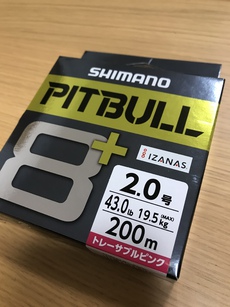 SHIMANO
PITBULL
8+
IZANAS
2.0号
43.0lb 19.5kg (MAX)
200m
トレーサブルピンク